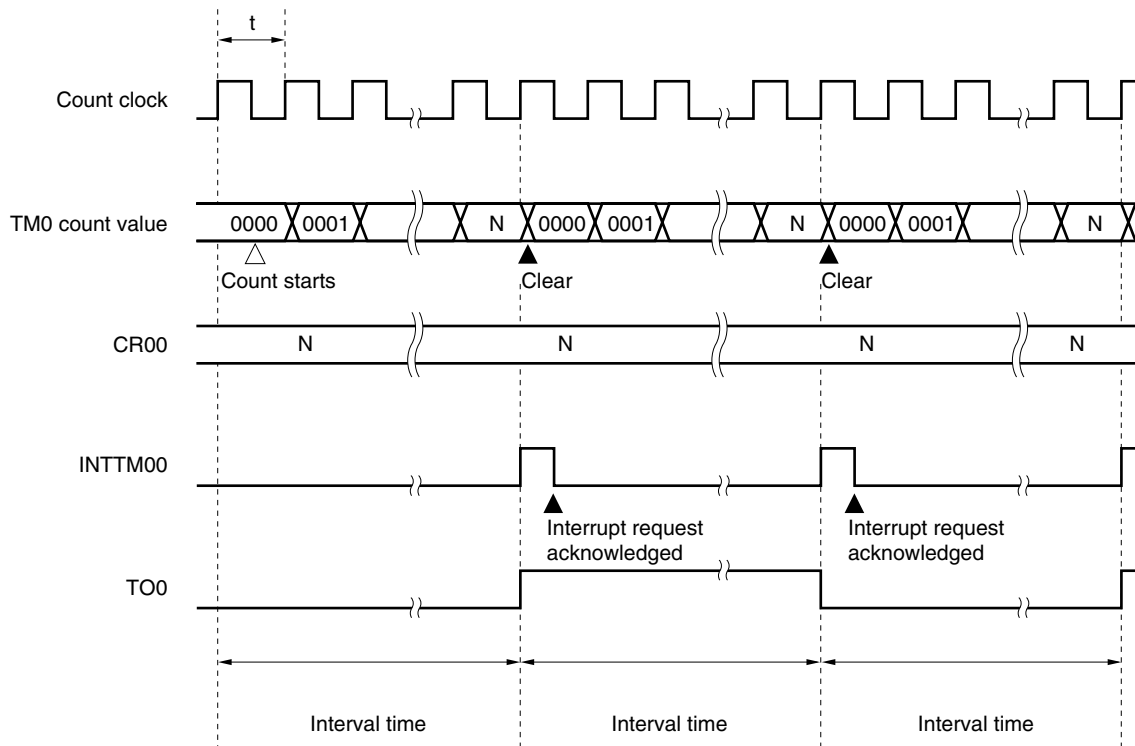 t
Count clock
TM0 count value
0000 0001 N 0000 0001 N 0000 0001 N
Count starts Clear Clear
CR00
N N N N
INTTM00
Interrupt request
acknowledged
Interrupt request
acknowledged
TO0
Interval time Interval time Interval time